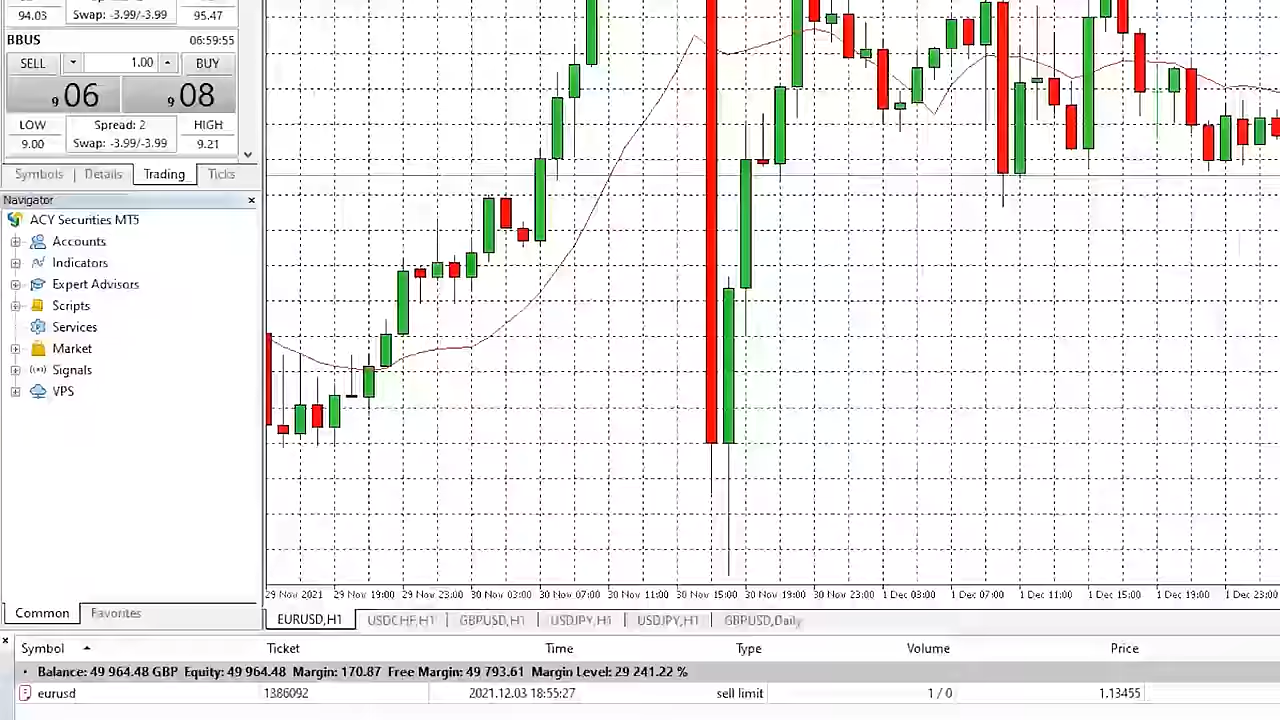 94.03 Swap: -3.99/-3.99 95.47
BBUS 06:59:55
SELL 1.00 BUY
9 06 9 08
LOW Spread: 2 HIGH
9.00 Swap: -3.99/-3.99 9.21
Symbols Details Trading Ticks
Navigator
ACY Securities MT5
Accounts
Indicators
Expert Advisors
Scripts
Services
Market
Signals
VPS
Common Favorites
29 Nov 2021 29 Nov 19:00 29 Nov 23:00 30 Nov 03:00 30 Nov 07:00 30 Nov 11:00 30 Nov 15:00 30 Nov 19:00 30 Nov 23:00 1 Dec 03:00 1 Dec 07:00 1 Dec 11:00 1 Dec 15:00 1 Dec 19:00 1 Dec 23:00
EURUSD,H1 USDCHF,H1 GBPUSD,H1 USDJPY,H1 USDJPY,H1 GBPUSD,Daily
Symbol Ticket Time Type Volume Price
Balance: 49 964.48 GBP Equity: 49 964.48 Margin: 170.87 Free Margin: 49 793.61 Margin Level: 29 241.22 %
eurusd 1386092 2021.12.03 18:55:27 sell limit 1 / 0 1.13455